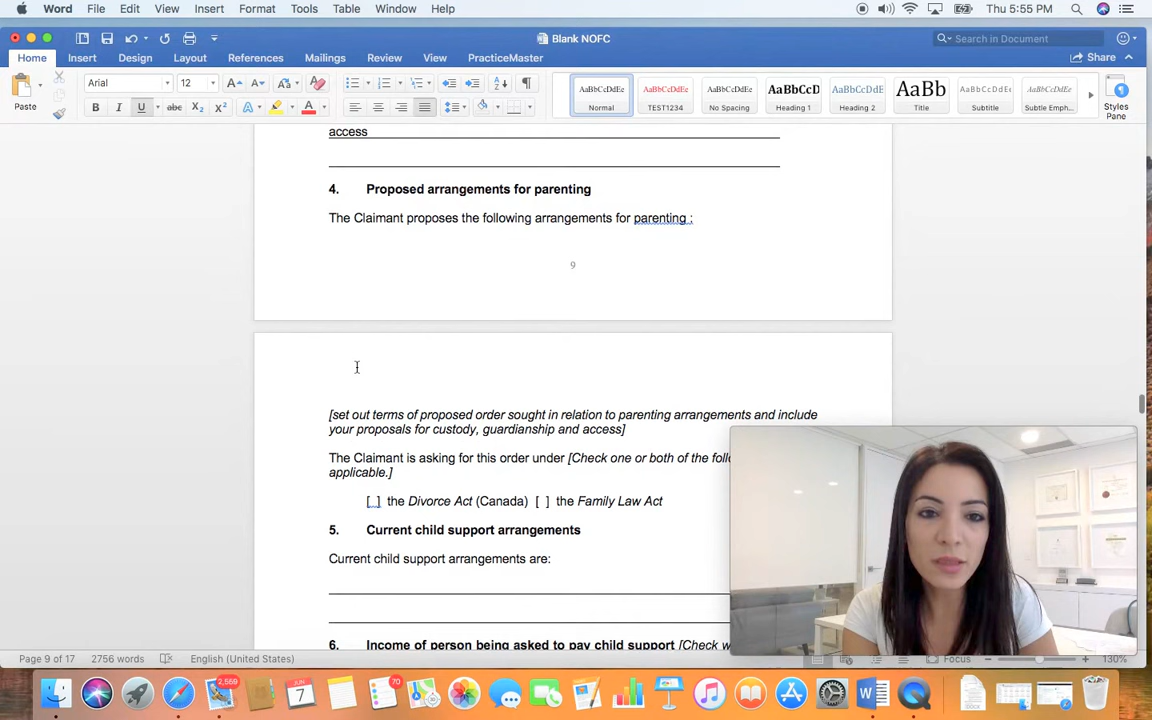 Word File Edit View Insert Format Tools Table Window Help Thu 5:55 PM
Blank NOFC Search in Document
Home Insert Design Layout References Mailings Review View PracticeMaster Share
Paste Arial 12 AaBbCcDdEe AaBbCcDdEe AaBbCcDdEe AaBbCcD AaBbCcDdE AaBb AaBbCcDdEe AaBbCcDdEe
B I U abc X2 X2 A A Normal TEST1234 No Spacing Heading 1 Heading 2 Title Subtitle Subtle Emph... Styles Pane
access
4. Proposed arrangements for parenting
The Claimant proposes the following arrangements for parenting :
9
[set out terms of proposed order sought in relation to parenting arrangements and include
your proposals for custody, guardianship and access]
The Claimant is asking for this order under [Check one or both of the follo
applicable.]
[ ] the Divorce Act (Canada) [ ] the Family Law Act
5. Current child support arrangements
Current child support arrangements are:
6. Income of person being asked to pay child support [Check w
Page 9 of 17 2756 words English (United States) Focus 130%
2,569 7 70